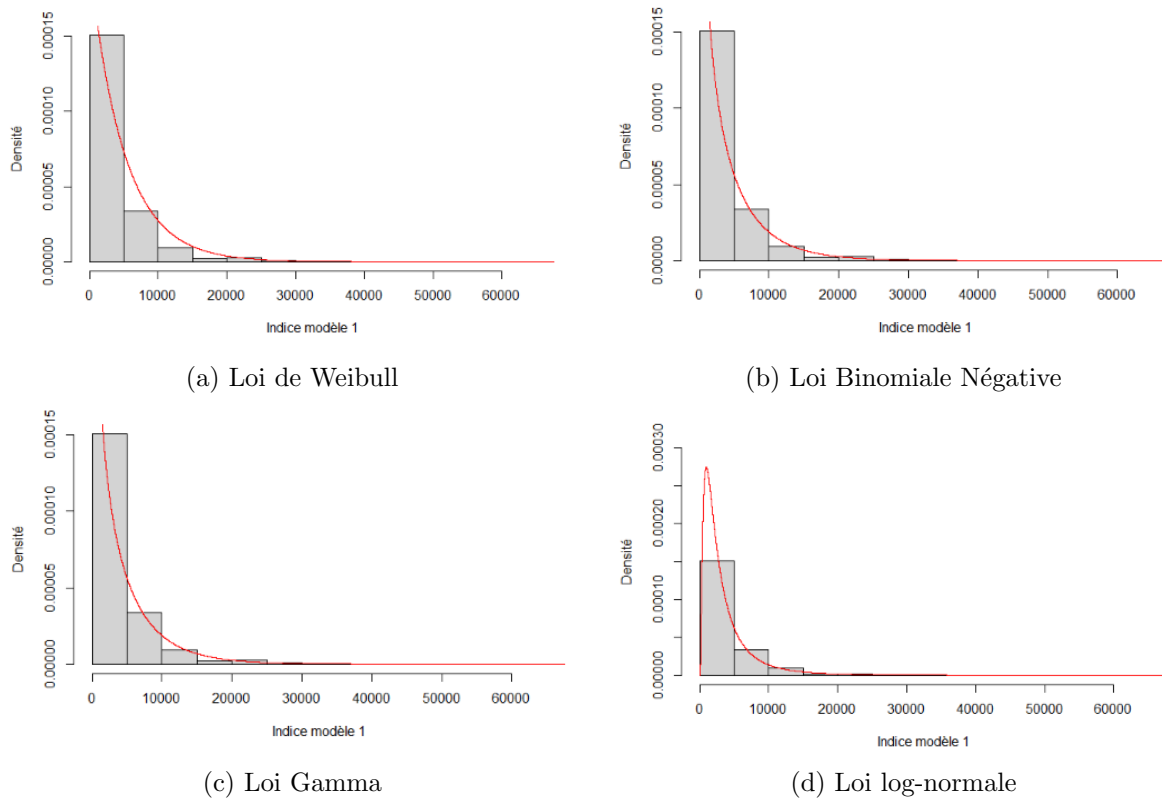 0.00015
0.00010
0.00005
0.00000
Densité
0 10000 20000 30000 40000 50000 60000
Indice modèle 1
(a) Loi de Weibull
0.00015
0.00010
0.00005
0.00000
Densité
0 10000 20000 30000 40000 50000 60000
Indice modèle 1
(b) Loi Binomiale Négative
0.00015
0.00010
0.00005
0.00000
Densité
0 10000 20000 30000 40000 50000 60000
Indice modèle 1
(c) Loi Gamma
0.00030
0.00020
0.00010
0.00000
Densité
0 10000 20000 30000 40000 50000 60000
Indice modèle 1
(d) Loi log-normale